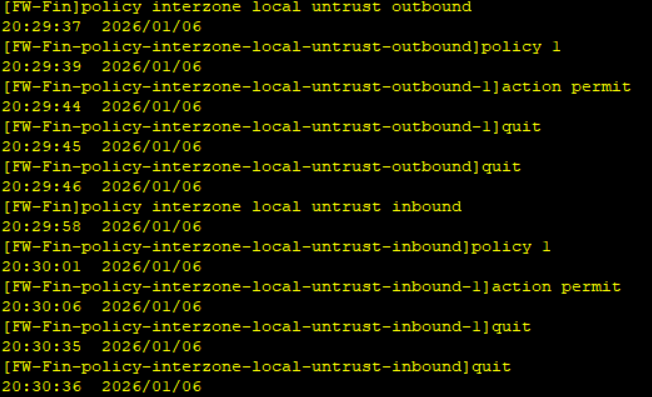 [FW-Fin]policy interzone local untrust outbound
20:29:37  2026/01/06
[FW-Fin-policy-interzone-local-untrust-outbound]policy 1
20:29:39  2026/01/06
[FW-Fin-policy-interzone-local-untrust-outbound-1]action permit
20:29:44  2026/01/06
[FW-Fin-policy-interzone-local-untrust-outbound-1]quit
20:29:45  2026/01/06
[FW-Fin-policy-interzone-local-untrust-outbound]quit
20:29:46  2026/01/06
[FW-Fin]policy interzone local untrust inbound
20:29:58  2026/01/06
[FW-Fin-policy-interzone-local-untrust-inbound]policy 1
20:30:01  2026/01/06
[FW-Fin-policy-interzone-local-untrust-inbound-1]action permit
20:30:06  2026/01/06
[FW-Fin-policy-interzone-local-untrust-inbound-1]quit
20:30:35  2026/01/06
[FW-Fin-policy-interzone-local-untrust-inbound]quit
20:30:36  2026/01/06